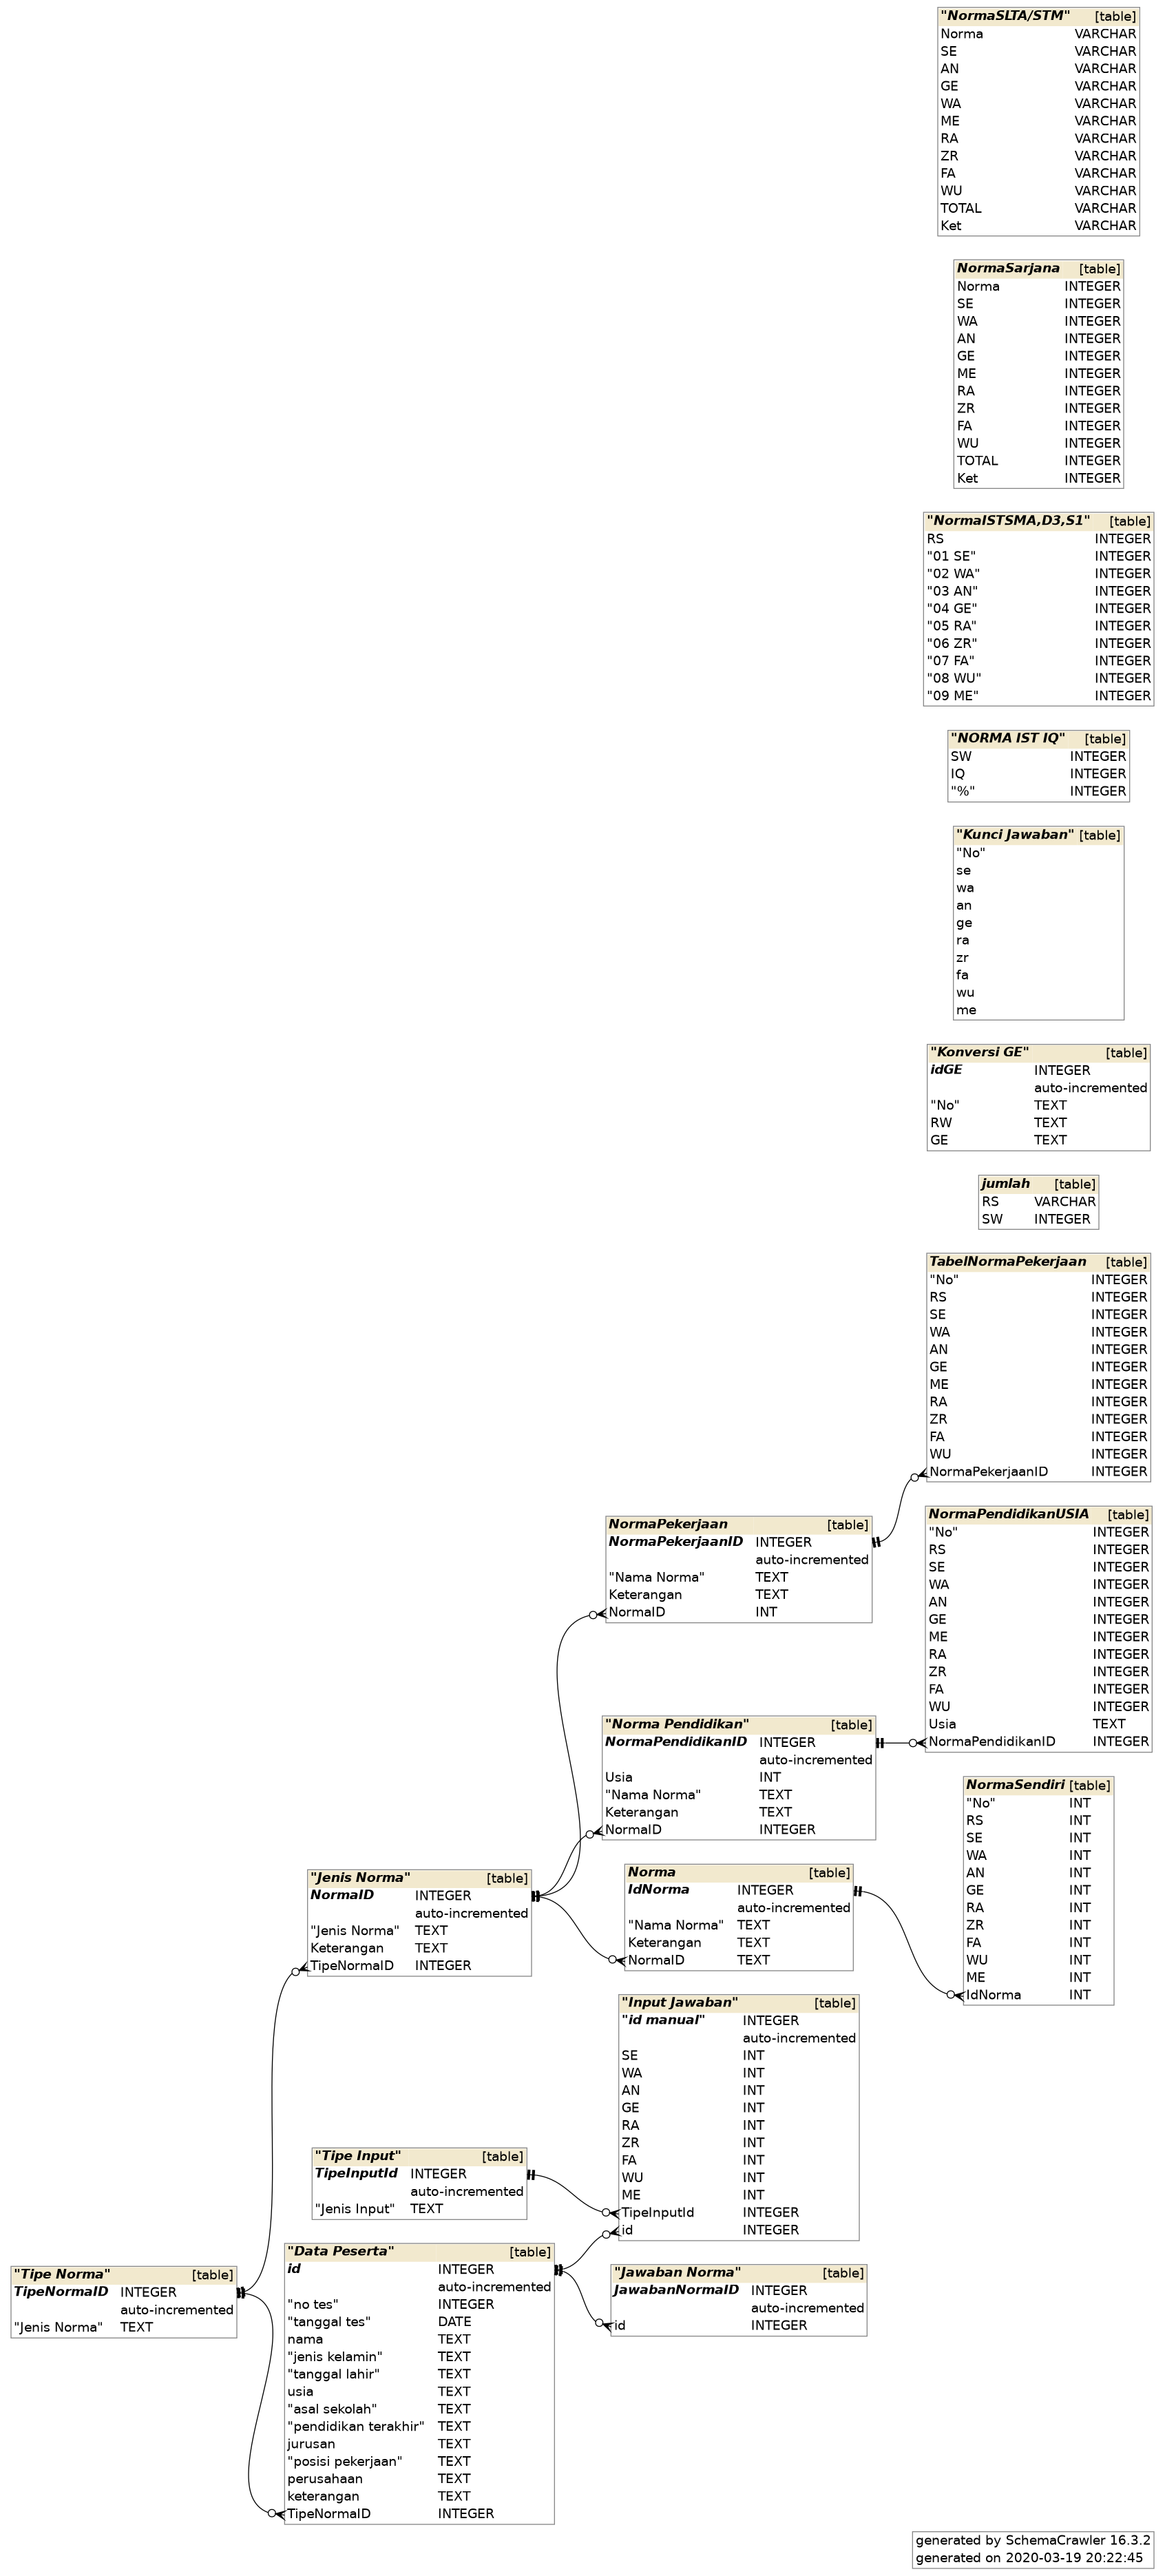 "NormaSLTA/STM" [table]
Norma VARCHAR
SE VARCHAR
AN VARCHAR
GE VARCHAR
WA VARCHAR
ME VARCHAR
RA VARCHAR
ZR VARCHAR
FA VARCHAR
WU VARCHAR
TOTAL VARCHAR
Ket VARCHAR
NormaSarjana [table]
Norma INTEGER
SE INTEGER
WA INTEGER
AN INTEGER
GE INTEGER
ME INTEGER
RA INTEGER
ZR INTEGER
FA INTEGER
WU INTEGER
TOTAL INTEGER
Ket INTEGER
"NormaISTSMA,D3,S1" [table]
RS INTEGER
"01 SE" INTEGER
"02 WA" INTEGER
"03 AN" INTEGER
"04 GE" INTEGER
"05 RA" INTEGER
"06 ZR" INTEGER
"07 FA" INTEGER
"08 WU" INTEGER
"09 ME" INTEGER
"NORMA IST IQ" [table]
SW INTEGER
IQ INTEGER
"%" INTEGER
"Kunci Jawaban" [table]
"No"
se
wa
an
ge
ra
zr
fa
wu
me
"Konversi GE" [table]
idGE INTEGER
auto-incremented
"No" TEXT
RW TEXT
GE TEXT
jumlah [table]
RS VARCHAR
SW INTEGER
TabelNormaPekerjaan [table]
"No" INTEGER
RS INTEGER
SE INTEGER
WA INTEGER
AN INTEGER
GE INTEGER
ME INTEGER
RA INTEGER
ZR INTEGER
FA INTEGER
WU INTEGER
NormaPekerjaanID INTEGER
NormaPekerjaan [table]
NormaPekerjaanID INTEGER
auto-incremented
"Nama Norma" TEXT
Keterangan TEXT
NormaID INT
NormaPendidikanUSIA [table]
"No" INTEGER
RS INTEGER
SE INTEGER
WA INTEGER
AN INTEGER
GE INTEGER
ME INTEGER
RA INTEGER
ZR INTEGER
FA INTEGER
WU INTEGER
Usia TEXT
NormaPendidikanID INTEGER
"Norma Pendidikan" [table]
NormaPendidikanID INTEGER
auto-incremented
Usia INT
"Nama Norma" TEXT
Keterangan TEXT
NormaID INTEGER
NormaSendiri [table]
"No" INT
RS INT
SE INT
WA INT
AN INT
GE INT
RA INT
ZR INT
FA INT
WU INT
ME INT
IdNorma INT
"Jenis Norma" [table]
NormaID INTEGER
auto-incremented
"Jenis Norma" TEXT
Keterangan TEXT
TipeNormaID INTEGER
Norma [table]
IdNorma INTEGER
auto-incremented
"Nama Norma" TEXT
Keterangan TEXT
NormaID TEXT
"Input Jawaban" [table]
"id manual" INTEGER
auto-incremented
SE INT
WA INT
AN INT
GE INT
RA INT
ZR INT
FA INT
WU INT
ME INT
TipeInputId INTEGER
id INTEGER
"Tipe Input" [table]
TipeInputId INTEGER
auto-incremented
"Jenis Input" TEXT
"Tipe Norma" [table]
TipeNormaID INTEGER
auto-incremented
"Jenis Norma" TEXT
"Data Peserta" [table]
id INTEGER
auto-incremented
"no tes" INTEGER
"tanggal tes" DATE
nama TEXT
"jenis kelamin" TEXT
"tanggal lahir" TEXT
usia TEXT
"asal sekolah" TEXT
"pendidikan terakhir" TEXT
jurusan TEXT
"posisi pekerjaan" TEXT
perusahaan TEXT
keterangan TEXT
TipeNormaID INTEGER
"Jawaban Norma" [table]
JawabanNormaID INTEGER
auto-incremented
id INTEGER
generated by SchemaCrawler 16.3.2
generated on 2020-03-19 20:22:45